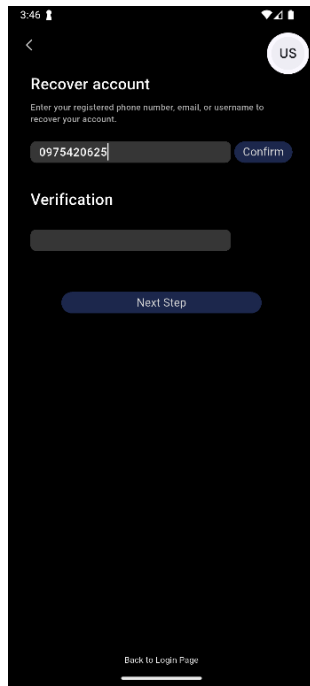 3:46
US
Recover account
Enter your registered phone number, email, or username to
recover your account.
0975420625
Confirm
Verification
Next Step
Back to Login Page